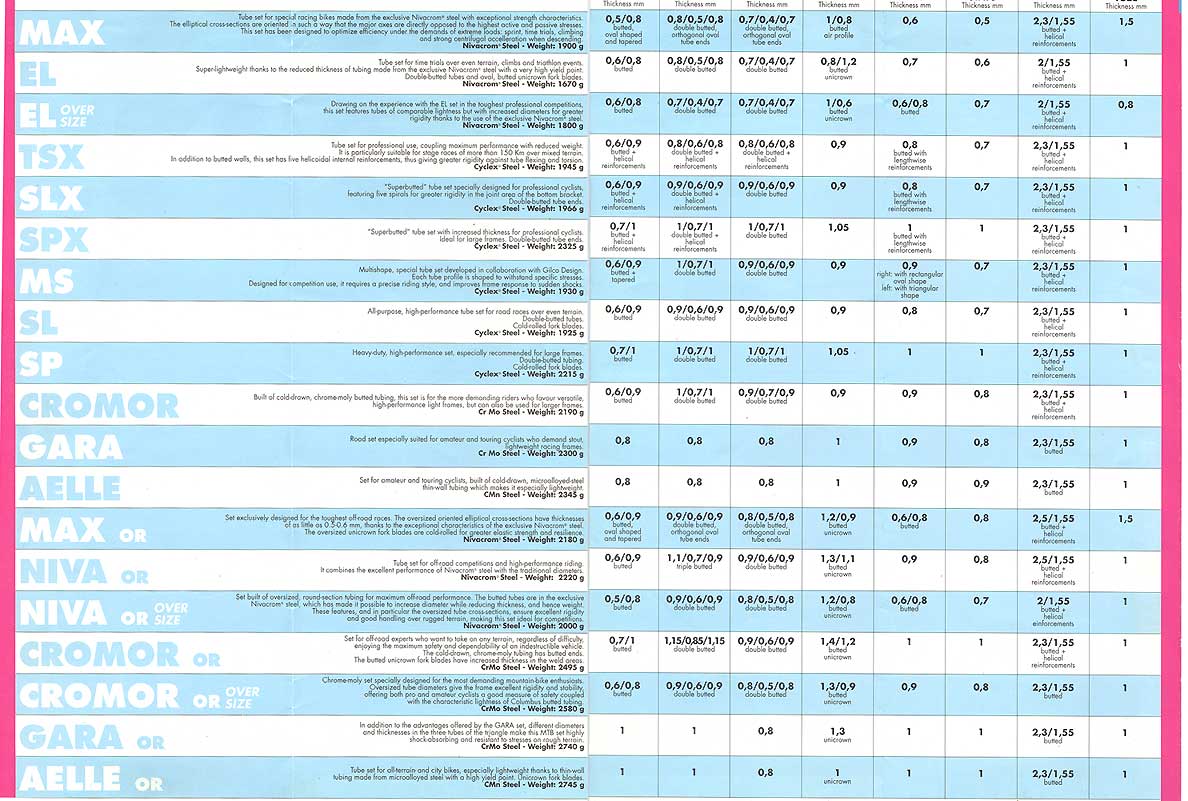 Thickness mm Thickness mm Thickness mm Thickness mm Thickness mm Thickness mm Thickness mm Thickness mm
MAX
Tube set for special racing bikes made from the exclusive Nivacrom® steel with exceptional strength characteristics.
The elliptical cross-sections are oriented in such a way that the major axes are directly opposed to the highest active and passive stresses.
This set has been designed to optimize efficiency under the demands of extreme loads: sprint, time trials, climbing
and strong centrifugal accelleration when descending.
Nivacrom® Steel - Weight: 1900 g
0,5/0,8 butted, oval shaped and tapered
0,8/0,5/0,8 double butted, orthogonal oval tube ends
0,7/0,4/0,7 double butted, orthogonal oval tube ends
1/0,8 butted air profile
0,6
0,5
2,3/1,55 butted + helical reinforcements
1,5
EL
Tube set for time trials over even terrain, climbs and triathlon events.
Super-lightweight thanks to the reduced thickness of tubing made from the exclusive Nivacrom® steel with a very high yield point.
Double-butted tubes and oval, butted unicrown fork blades.
Nivacrom® Steel - Weight: 1670 g
0,6/0,8 butted
0,8/0,5/0,8 double butted
0,7/0,4/0,7 double butted
0,8/1,2 butted unicrown
0,7
0,6
2/1,55 butted + helical reinforcements
1
EL OVER SIZE
Drawing on the experience with the EL set in the toughest professional competitions,
this set features tubes of comparable lightness but with increased diameters for greater
rigidity thanks to the use of the exclusive Nivacrom® steel.
Nivacrom® Steel - Weight: 1800 g
0,6/0,8 butted
0,7/0,4/0,7 double butted
0,7/0,4/0,7 double butted
1/0,6 butted unicrown
0,6/0,8 butted
0,7
2/1,55 butted + helical reinforcements
0,8
TSX
Tube set for professional use, coupling maximum performance with reduced weight.
It is particularly suitable for stage races of more than 150 Km over mixed terrain.
In addition to butted walls, this set has five helicoidal internal reinforcements, thus giving greater rigidity against tube flexing and torsion.
Cyclex® Steel - Weight: 1945 g
0,6/0,9 butted + helical reinforcements
0,8/0,6/0,8 double butted + helical reinforcements
0,8/0,6/0,8 double butted + helical reinforcements
0,9
0,8 butted with lengthwise reinforcements
0,7
2,3/1,55 butted + helical reinforcements
1
SLX
"Superbutted" tube set specially designed for professional cyclists,
featuring five spirals for greater rigidity in the joint area of the bottom bracket.
Double-butted tube ends.
Cyclex® Steel - Weight: 1966 g
0,6/0,9 butted + helical reinforcements
0,9/0,6/0,9 double butted + helical reinforcements
0,9/0,6/0,9 double butted
0,9
0,8 butted with lengthwise reinforcements
0,7
2,3/1,55 butted + helical reinforcements
1
SPX
"Superbutted" tube set with increased thickness for professional cyclists.
Ideal for large frames. Double-butted tube ends.
Cyclex® Steel - Weight: 2325 g
0,7/1 butted + helical reinforcements
1/0,7/1 double butted + helical reinforcements
1/0,7/1 double butted
1,05
1 butted with lengthwise reinforcements
1
2,3/1,55 butted + helical reinforcements
1
MS
Multishape, special tube set developed in collaboration with Gilco Design.
Each tube profile is shaped to withstand specific stresses.
Designed for competition use, it requires a precise riding style, and improves frame response to sudden shocks.
Cyclex® Steel - Weight: 1930 g
0,6/0,9 butted + tapered
1/0,7/1 double butted
0,9/0,6/0,9 double butted
0,9
0,9 right: with rectangular oval shape left: with triangular shape
0,7
2,3/1,55 butted + helical reinforcements
1
SL
All-purpose, high-performance tube set for road races over even terrain.
Double-butted tubes.
Cold-rolled fork blades.
Cyclex® Steel - Weight: 1925 g
0,6/0,9 butted
0,9/0,6/0,9 double butted
0,9/0,6/0,9 double butted
0,9
0,8
0,7
2,3/1,55 butted + helical reinforcements
1
SP
Heavy-duty, high-performance set, especially recommended for large frames.
Double-butted tubing.
Cold-rolled fork blades.
Cyclex® Steel - Weight: 2215 g
0,7/1 butted
1/0,7/1 double butted
1/0,7/1 double butted
1,05
1
1
2,3/1,55 butted + helical reinforcements
1
CROMOR
Built of cold-drawn, chrome-moly butted tubing, this set is for the more demanding riders who favour versatile,
high-performance light frames, but can also be used for larger frames.
Cr Mo Steel - Weight: 2190 g
0,6/0,9 butted
1/0,7/1 double butted
0,9/0,7/0,9 double butted
0,9
0,9
0,8
2,3/1,55 butted + helical reinforcements
1
GARA
Road set especially suited for amateur and touring cyclists who demand stout,
lightweight racing frames.
Cr Mo Steel - Weight: 2300 g
0,8
0,8
0,8
1
0,9
0,8
2,3/1,55 butted
1
AELLE
Set for amateur and touring cyclists, built of cold-drawn, microalloyed-steel
thin-wall tubing which makes it especially lightweight.
CMn Steel - Weight: 2345 g
0,8
0,8
0,8
1
0,9
0,9
2,3/1,55 butted
1
MAX OR
Set exclusively designed for the toughest off-road races. The oversized oriented elliptical cross-sections have thicknesses
of as little as 0.5-0.6 mm, thanks to the exceptional characteristics of the exclusive Nivacrom® steel.
The oversized unicrown fork blades are cold-rolled for greater elastic strength and resilience.
Nivacrom® Steel - Weight: 2180 g
0,6/0,9 butted, oval shaped and tapered
0,9/0,6/0,9 double butted, orthogonal oval tube ends
0,8/0,5/0,8 double butted, orthogonal oval tube ends
1,2/0,9 butted unicrown
0,6/0,8 butted
0,8
2,5/1,55 butted + helical reinforcements
1,5
NIVA OR
Tube set for off-road competitions and high-performance riding.
It combines the excellent performance of Nivacrom® steel with the traditional diameters.
Nivacrom® Steel - Weight: 2220 g
0,6/0,9 butted
1,1/0,7/0,9 triple butted
0,9/0,6/0,9 double butted
1,3/1,1 butted unicrown
0,9
0,8
2,5/1,55 butted + helical reinforcements
1
NIVA OR OVER SIZE
Set built of oversized, round-section tubing for maximum off-road performance. The butted tubes are in the exclusive
Nivacrom® steel, which has made it possible to increase diameter while reducing thickness, and hence weight.
These features, and in particular the oversized tube cross-sections, ensure excellent rigidity
and good handling over rugged terrain, making this set ideal for competitions.
Nivacrom® Steel - Weight: 2000 g
0,5/0,8 butted
0,9/0,6/0,9 double butted
0,8/0,5/0,8 double butted
1,2/0,8 butted unicrown
0,6/0,8 butted
0,7
2/1,55 butted + helical reinforcements
1
CROMOR OR
Set for off-road experts who want to take on any terrain, regardless of difficulty,
enjoying the maximum safety and dependability of an indestructible vehicle.
The cold-drawn, chrome-moly tubing has butted ends.
The butted unicrown fork blades have increased thickness in the weld areas.
CrMo Steel - Weight: 2495 g
0,7/1 butted
1,15/0,85/1,15 double butted
0,9/0,6/0,9 double butted
1,4/1,2 butted unicrown
1
1
2,3/1,55 butted + helical reinforcements
1
CROMOR OR OVER SIZE
Chrome-moly set specially designed for the most demanding mountain-bike enthusiasts.
Oversized tube diameters give the frame excellent rigidity and stability,
offering both pro and amateur cyclists a good measure of safety coupled
with the characteristic lightness of Columbus butted tubing.
CrMo Steel - Weight: 2580 g
0,6/0,8 butted
0,9/0,6/0,9 double butted
0,8/0,5/0,8 double butted
1,3/0,9 butted unicrown
0,9
0,8
2,3/1,55 butted
1
GARA OR
In addition to the advantages offered by the GARA set, different diameters
and thicknesses in the three tubes of the triangle make this MTB set highly
shock-absorbing and resistant to stresses on rough terrain.
CrMo Steel - Weight: 2740 g
1
1
0,8
1,3 unicrown
1
1
2,3/1,55 butted
1
AELLE OR
Tube set for all-terrain and city bikes, especially lightweight thanks to thin-wall
tubing made from microalloyed steel with a high yield point. Unicrown fork blades.
CMn Steel - Weight: 2745 g
1
1
0,8
1 unicrown
1
1
2,3/1,55 butted
1